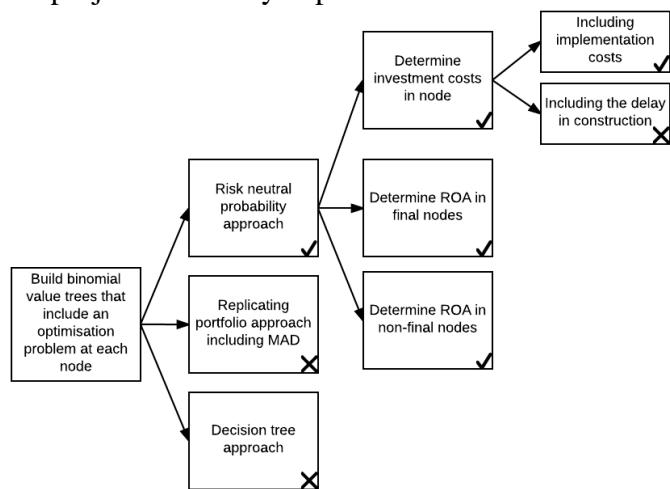 Including
implementation
costs
Determine
investment costs
in node
Including the delay
in construction
Risk neutral
probability
approach
Determine ROA in
final nodes
Build binomial
value trees that
include an
optimisation
problem at each
node
Replicating
portfolio approach
including MAD
Determine ROA in
non-final nodes
Decision tree
approach